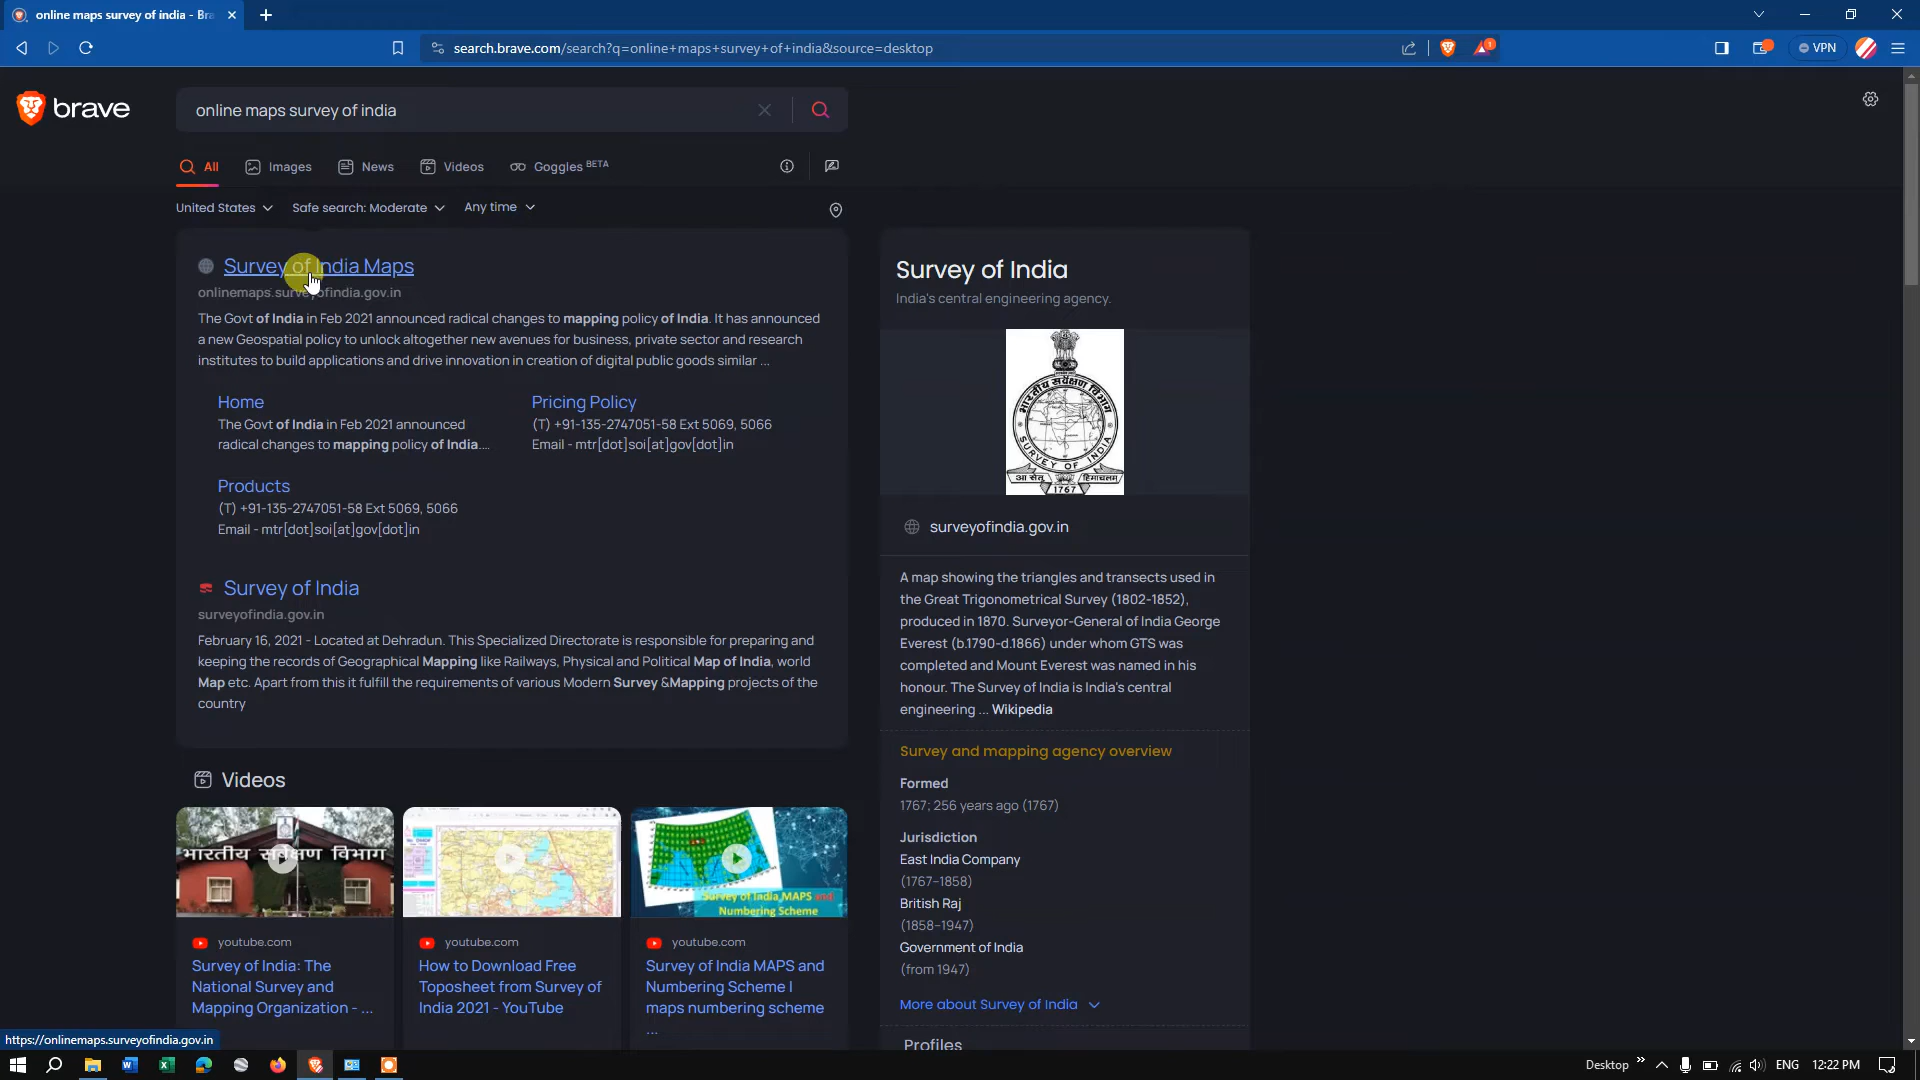 online maps survey of india - Bra
search.brave.com/search?q=online+maps+survey+of+india&source=desktop
1
VPN
brave
online maps survey of india
All
Images
News
Videos
Goggles BETA
United States
Safe search: Moderate
Any time
Survey of India Maps
onlinemaps.surveyofindia.gov.in
The Govt of India in Feb 2021 announced radical changes to mapping policy of India. It has announced
a new Geospatial policy to unlock altogether new avenues for business, private sector and research
institutes to build applications and drive innovation in creation of digital public goods similar ...
Home
The Govt of India in Feb 2021 announced
radical changes to mapping policy of India....
Pricing Policy
(T) +91-135-2747051-58 Ext 5069, 5066
Email - mtr[dot]soi[at]gov[dot]in
Products
(T) +91-135-2747051-58 Ext 5069, 5066
Email - mtr[dot]soi[at]gov[dot]in
Survey of India
surveyofindia.gov.in
February 16, 2021 - Located at Dehradun. This Specialized Directorate is responsible for preparing and
keeping the records of Geographical Mapping like Railways, Physical and Political Map of India, world
Map etc. Apart from this it fulfill the requirements of various Modern Survey &Mapping projects of the
country
Videos
भारतीय सर्वेक्षण विभाग
Survey of India MAPS and
Numbering Scheme
youtube.com
Survey of India: The
National Survey and
Mapping Organization - ...
youtube.com
How to Download Free
Toposheet from Survey of
India 2021 - YouTube
youtube.com
Survey of India MAPS and
Numbering Scheme I
maps numbering scheme
...
Survey of India
India's central engineering agency.
भारतीय सर्वेक्षण विभाग
SURVEY OF INDIA
आ सेतु हिमाचलम्
1767
surveyofindia.gov.in
A map showing the triangles and transects used in
the Great Trigonometrical Survey (1802-1852),
produced in 1870. Surveyor-General of India George
Everest (b.1790-d.1866) under whom GTS was
completed and Mount Everest was named in his
honour. The Survey of India is India's central
engineering ... Wikipedia
Survey and mapping agency overview
Formed
1767; 256 years ago (1767)
Jurisdiction
East India Company
(1767–1858)
British Raj
(1858–1947)
Government of India
(from 1947)
More about Survey of India
Profiles
https://onlinemaps.surveyofindia.gov.in
Desktop
ENG
12:22 PM